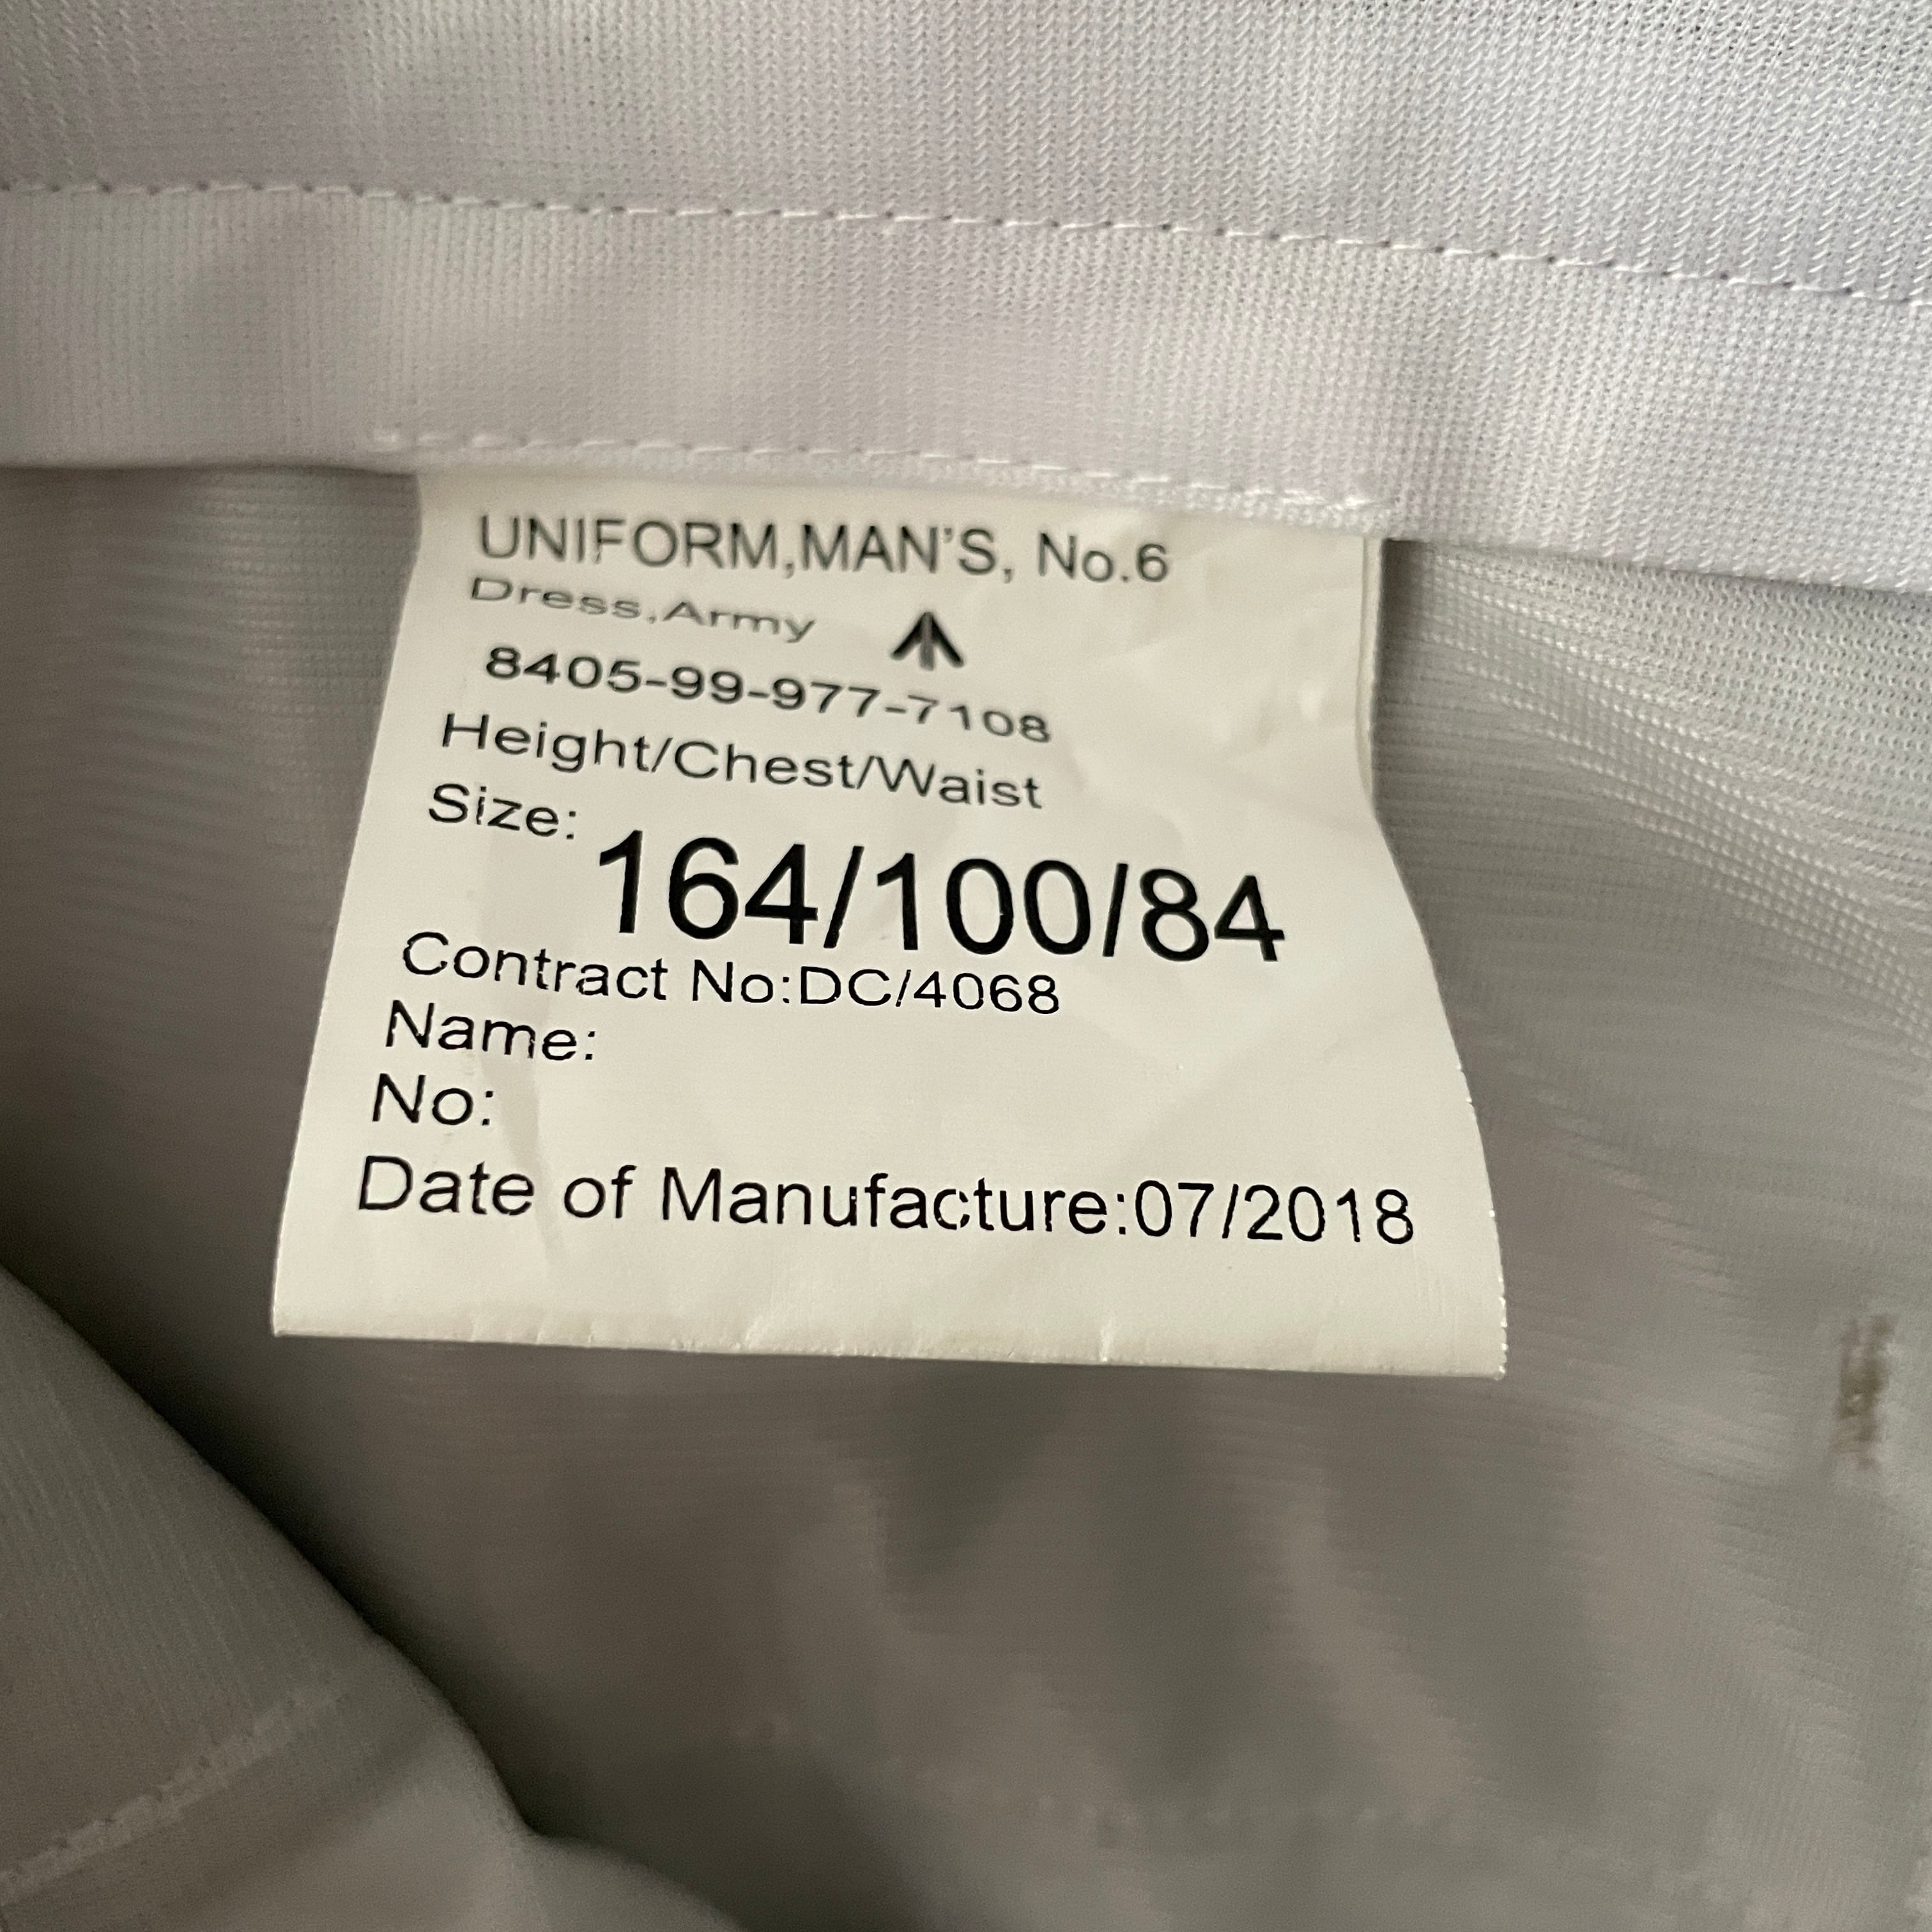 UNIFORM,MAN'S, No.6
Dress,Army
8405-99-977-7108
Height/Chest/Waist
Size: 164/100/84
Contract No:DC/4068
Name:
No:
Date of Manufacture:07/2018